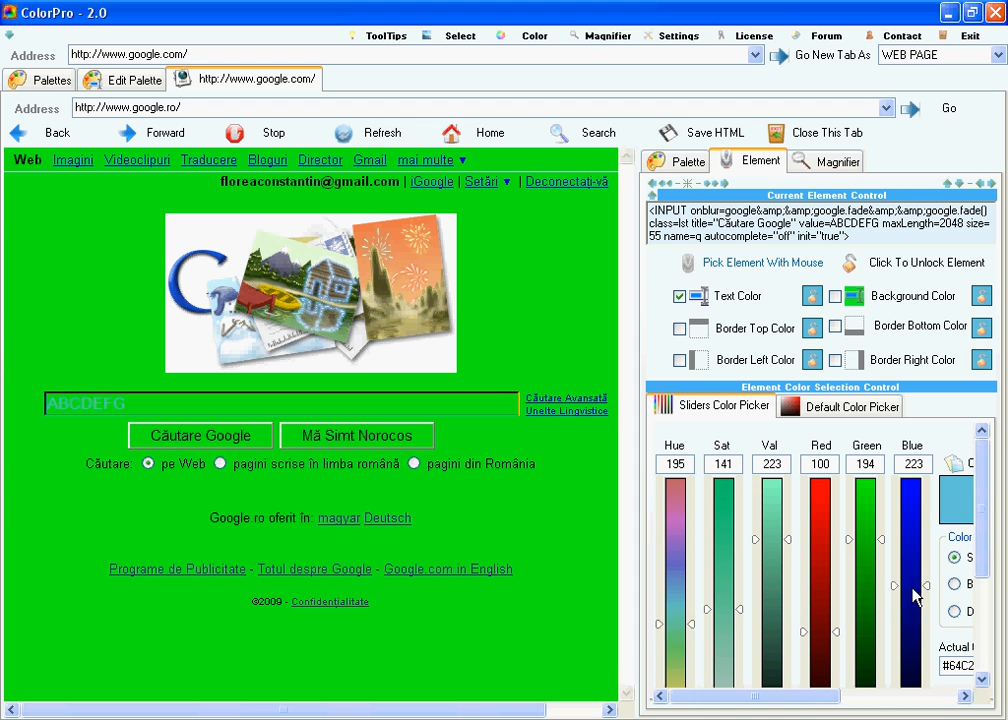 ColorPro - 2.0
ToolTips Select Color Magnifier Settings License Forum Contact Exit
Address http://www.google.com/ Go New Tab As WEB PAGE
Palettes Edit Palette http://www.google.com/
Address http://www.google.ro/ Go
Back Forward Stop Refresh Home Search Save HTML Close This Tab
Web Imagini Videoclipuri Traducere Bloguri Director Gmail mai multe ▼
floreaconstantin@gmail.com | iGoogle | Setări ▼ | Deconectaţi-vă
ABCDEFG
Căutare Avansată
Unelte Lingvistice
Căutare Google Mă Simt Norocos
Căutare: pe Web pagini scrise în limba română pagini din România
Google.ro oferit în: magyar Deutsch
Programe de Publicitate - Totul despre Google - Google.com in English
©2009 - Confidentialitate
Palette Element Magnifier
Current Element Control
<INPUT onblur=google&amp;&amp;google.fade&amp;&amp;google.fade()
class=lst title="Căutare Google" value=ABCDEFG maxLength=2048 size=
55 name=q autocomplete="off" init="true">
Pick Element With Mouse Click To Unlock Element
Text Color Background Color
Border Top Color Border Bottom Color
Border Left Color Border Right Color
Element Color Selection Control
Sliders Color Picker Default Color Picker
Hue Sat Val Red Green Blue
195 141 223 100 194 223
C
Color
S
B
D
Actual
#64C2